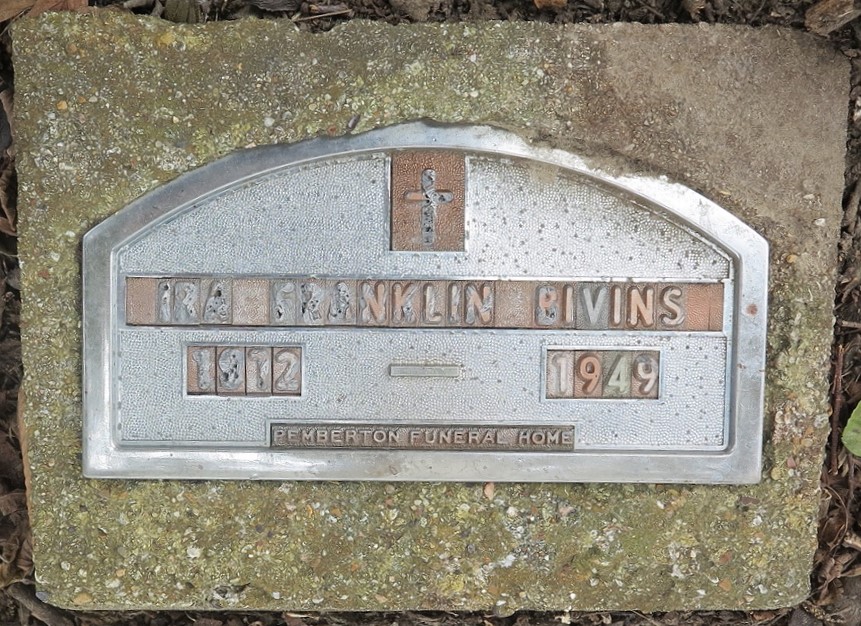 IRA FRANKLIN BIVINS
1912 — 1949
PEMBERTON FUNERAL HOME